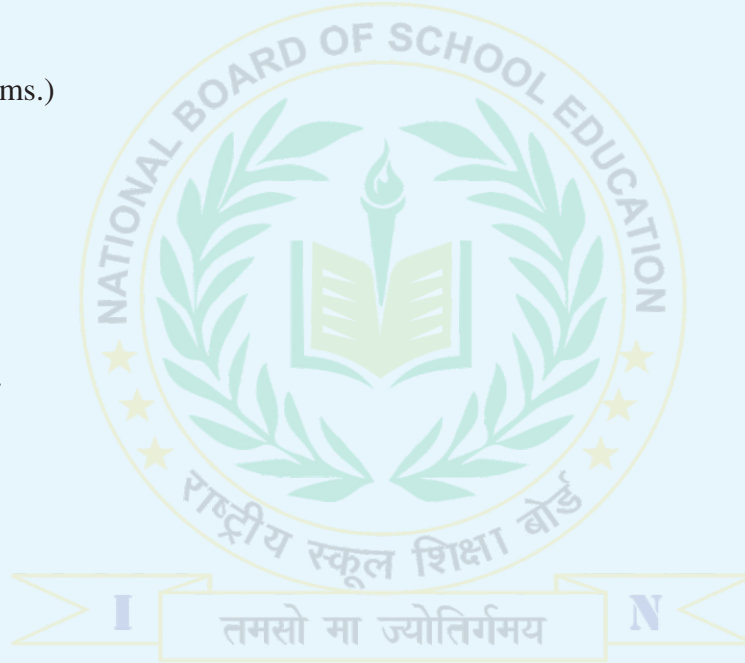 ms.)
NATIONAL BOARD OF SCHOOL EDUCATION
राष्ट्रीय स्कूल शिक्षा बोर्ड
I N
तमसो मा ज्योतिर्गमय